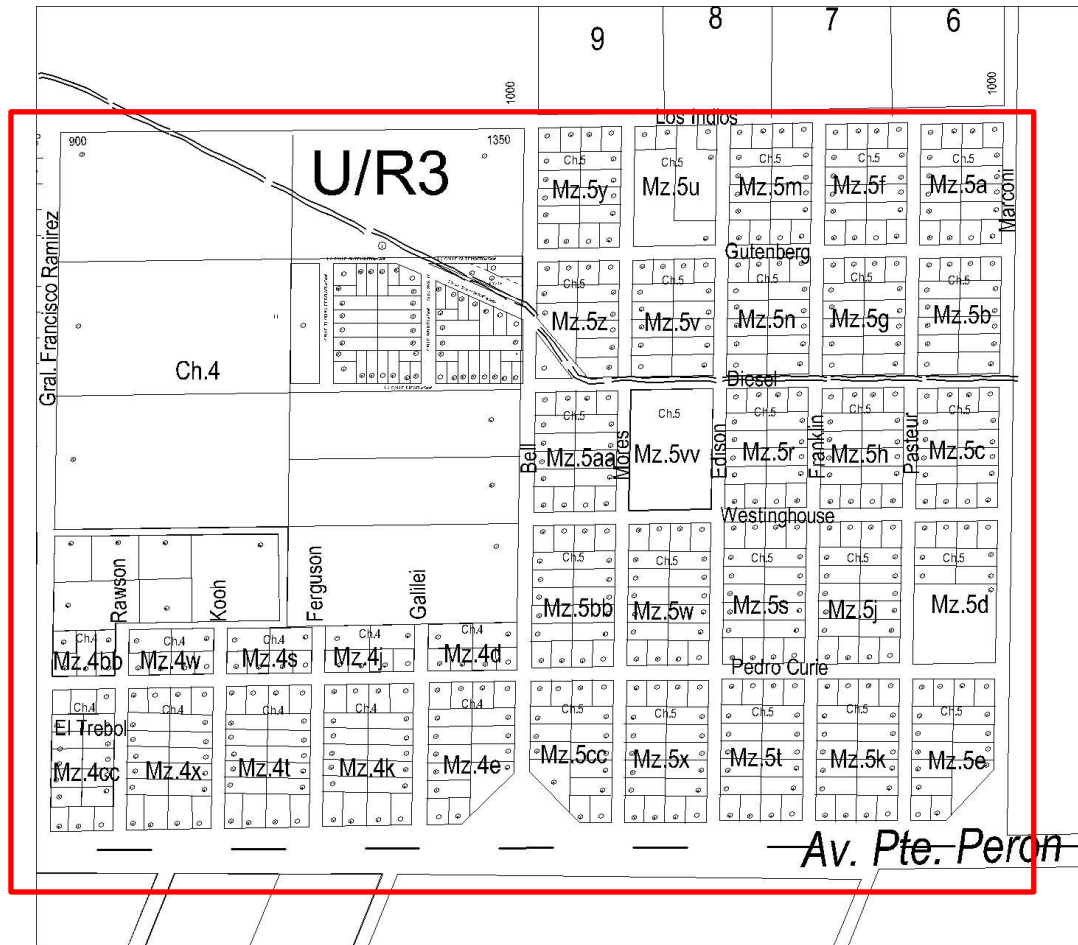 9 8 7 6
1000 1000
Los Indios
900 1350
U/R3
Ch.5 Ch.5 Ch.5 Ch.5 Ch.5
Mz.5y Mz.5u Mz.5m Mz.5f Mz.5a
Marconi
Gral. Francisco Ramirez
Gutenberg
Ch.5 Ch.5 Ch.5 Ch.5 Ch.5
Mz.5z Mz.5v Mz.5n Mz.5g Mz.5b
Ch.4
Diesel
Ch.5 Ch.5 Ch.5 Ch.5 Ch.5
Bell Mz.5aa Mores Mz.5vv Edison Mz.5r Franklin Mz.5h Pasteur Mz.5c
Westinghouse
Ch.5 Ch.5 Ch.5 Ch.5 Ch.5
Rawson Kooh Ferguson Galilei
Mz.5bb Mz.5w Mz.5s Mz.5j Mz.5d
Ch.4 Ch.4 Ch.4 Ch.4 Ch.4
Mz.4bb Mz.4w Mz.4s Mz.4j Mz.4d
Pedro Curie
Ch.4 Ch.4 Ch.4 Ch.4 Ch.4 Ch.5 Ch.5 Ch.5 Ch.5 Ch.5
El Trebol
Mz.4cc Mz.4x Mz.4t Mz.4k Mz.4e Mz.5cc Mz.5x Mz.5t Mz.5k Mz.5e
Av. Pte. Peron